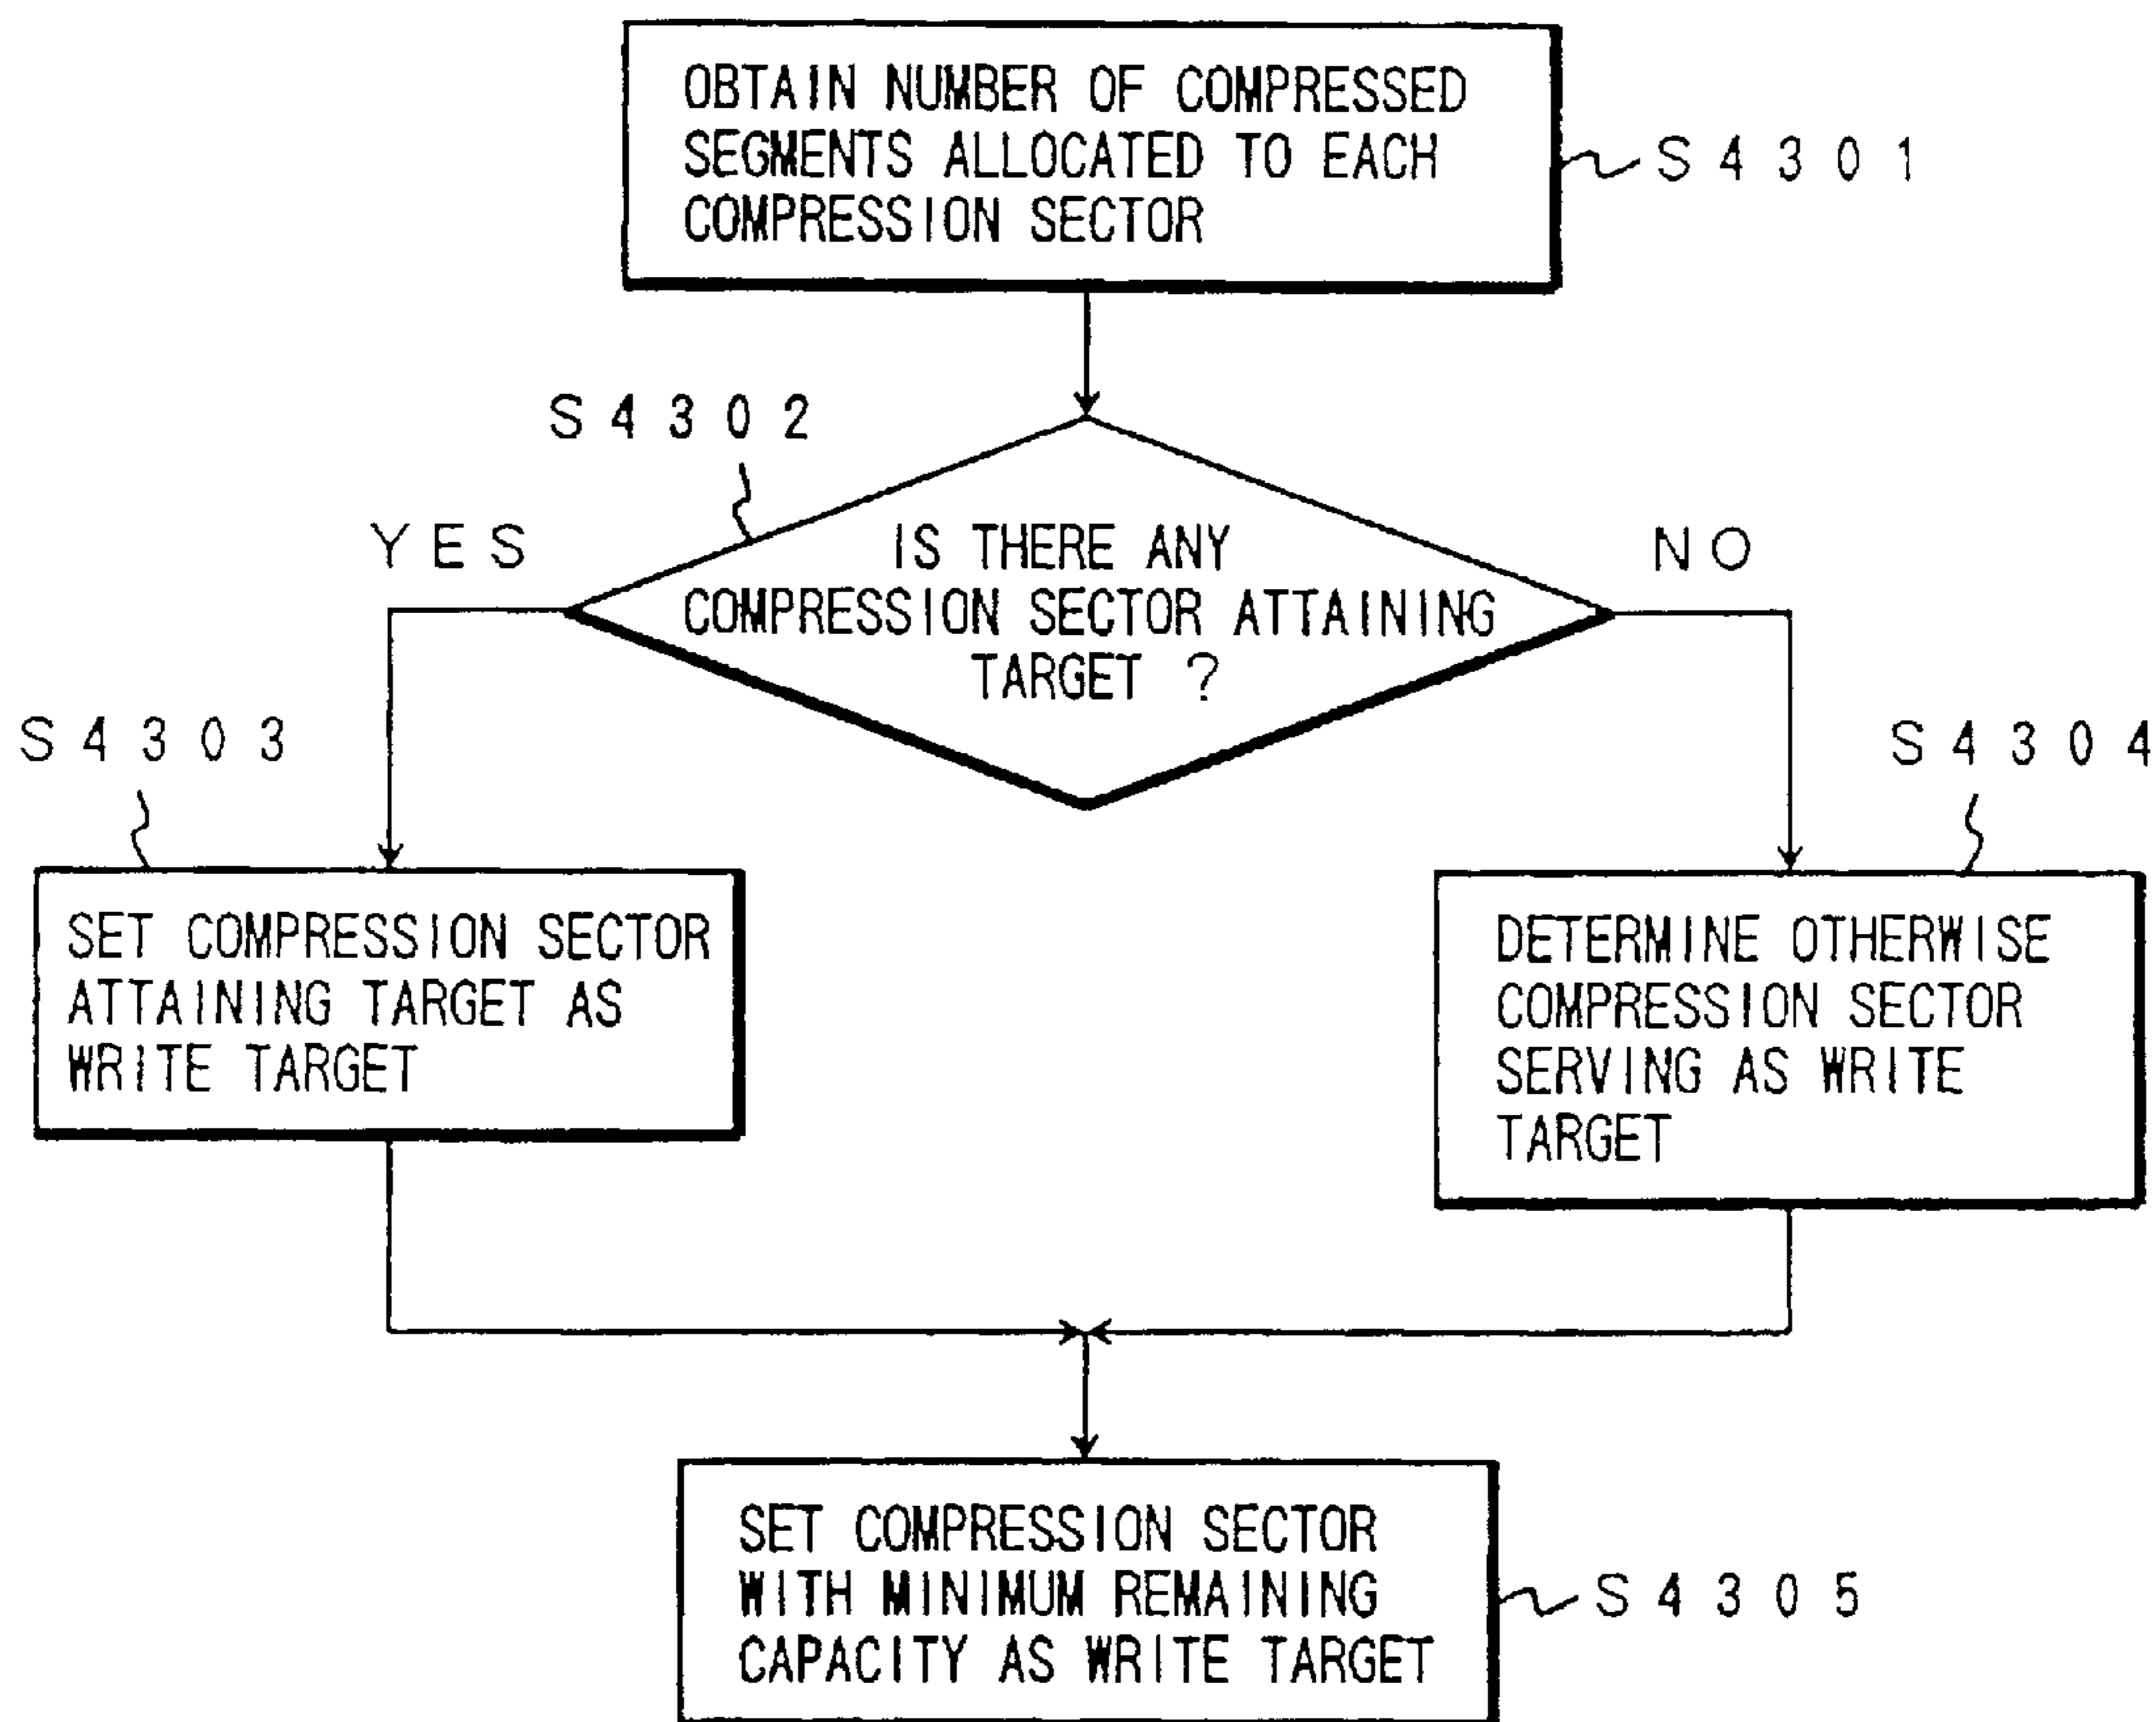 OBTAIN NUMBER OF COMPRESSED
SEGMENTS ALLOCATED TO EACH
COMPRESSION SECTOR
S4301
S4302
YES
IS THERE ANY
COMPRESSION SECTOR ATTAINING
TARGET ?
NO
S4303
S4304
SET COMPRESSION SECTOR
ATTAINING TARGET AS
WRITE TARGET
DETERMINE OTHERWISE
COMPRESSION SECTOR
SERVING AS WRITE
TARGET
SET COMPRESSION SECTOR
WITH MINIMUM REMAINING
CAPACITY AS WRITE TARGET
S4305